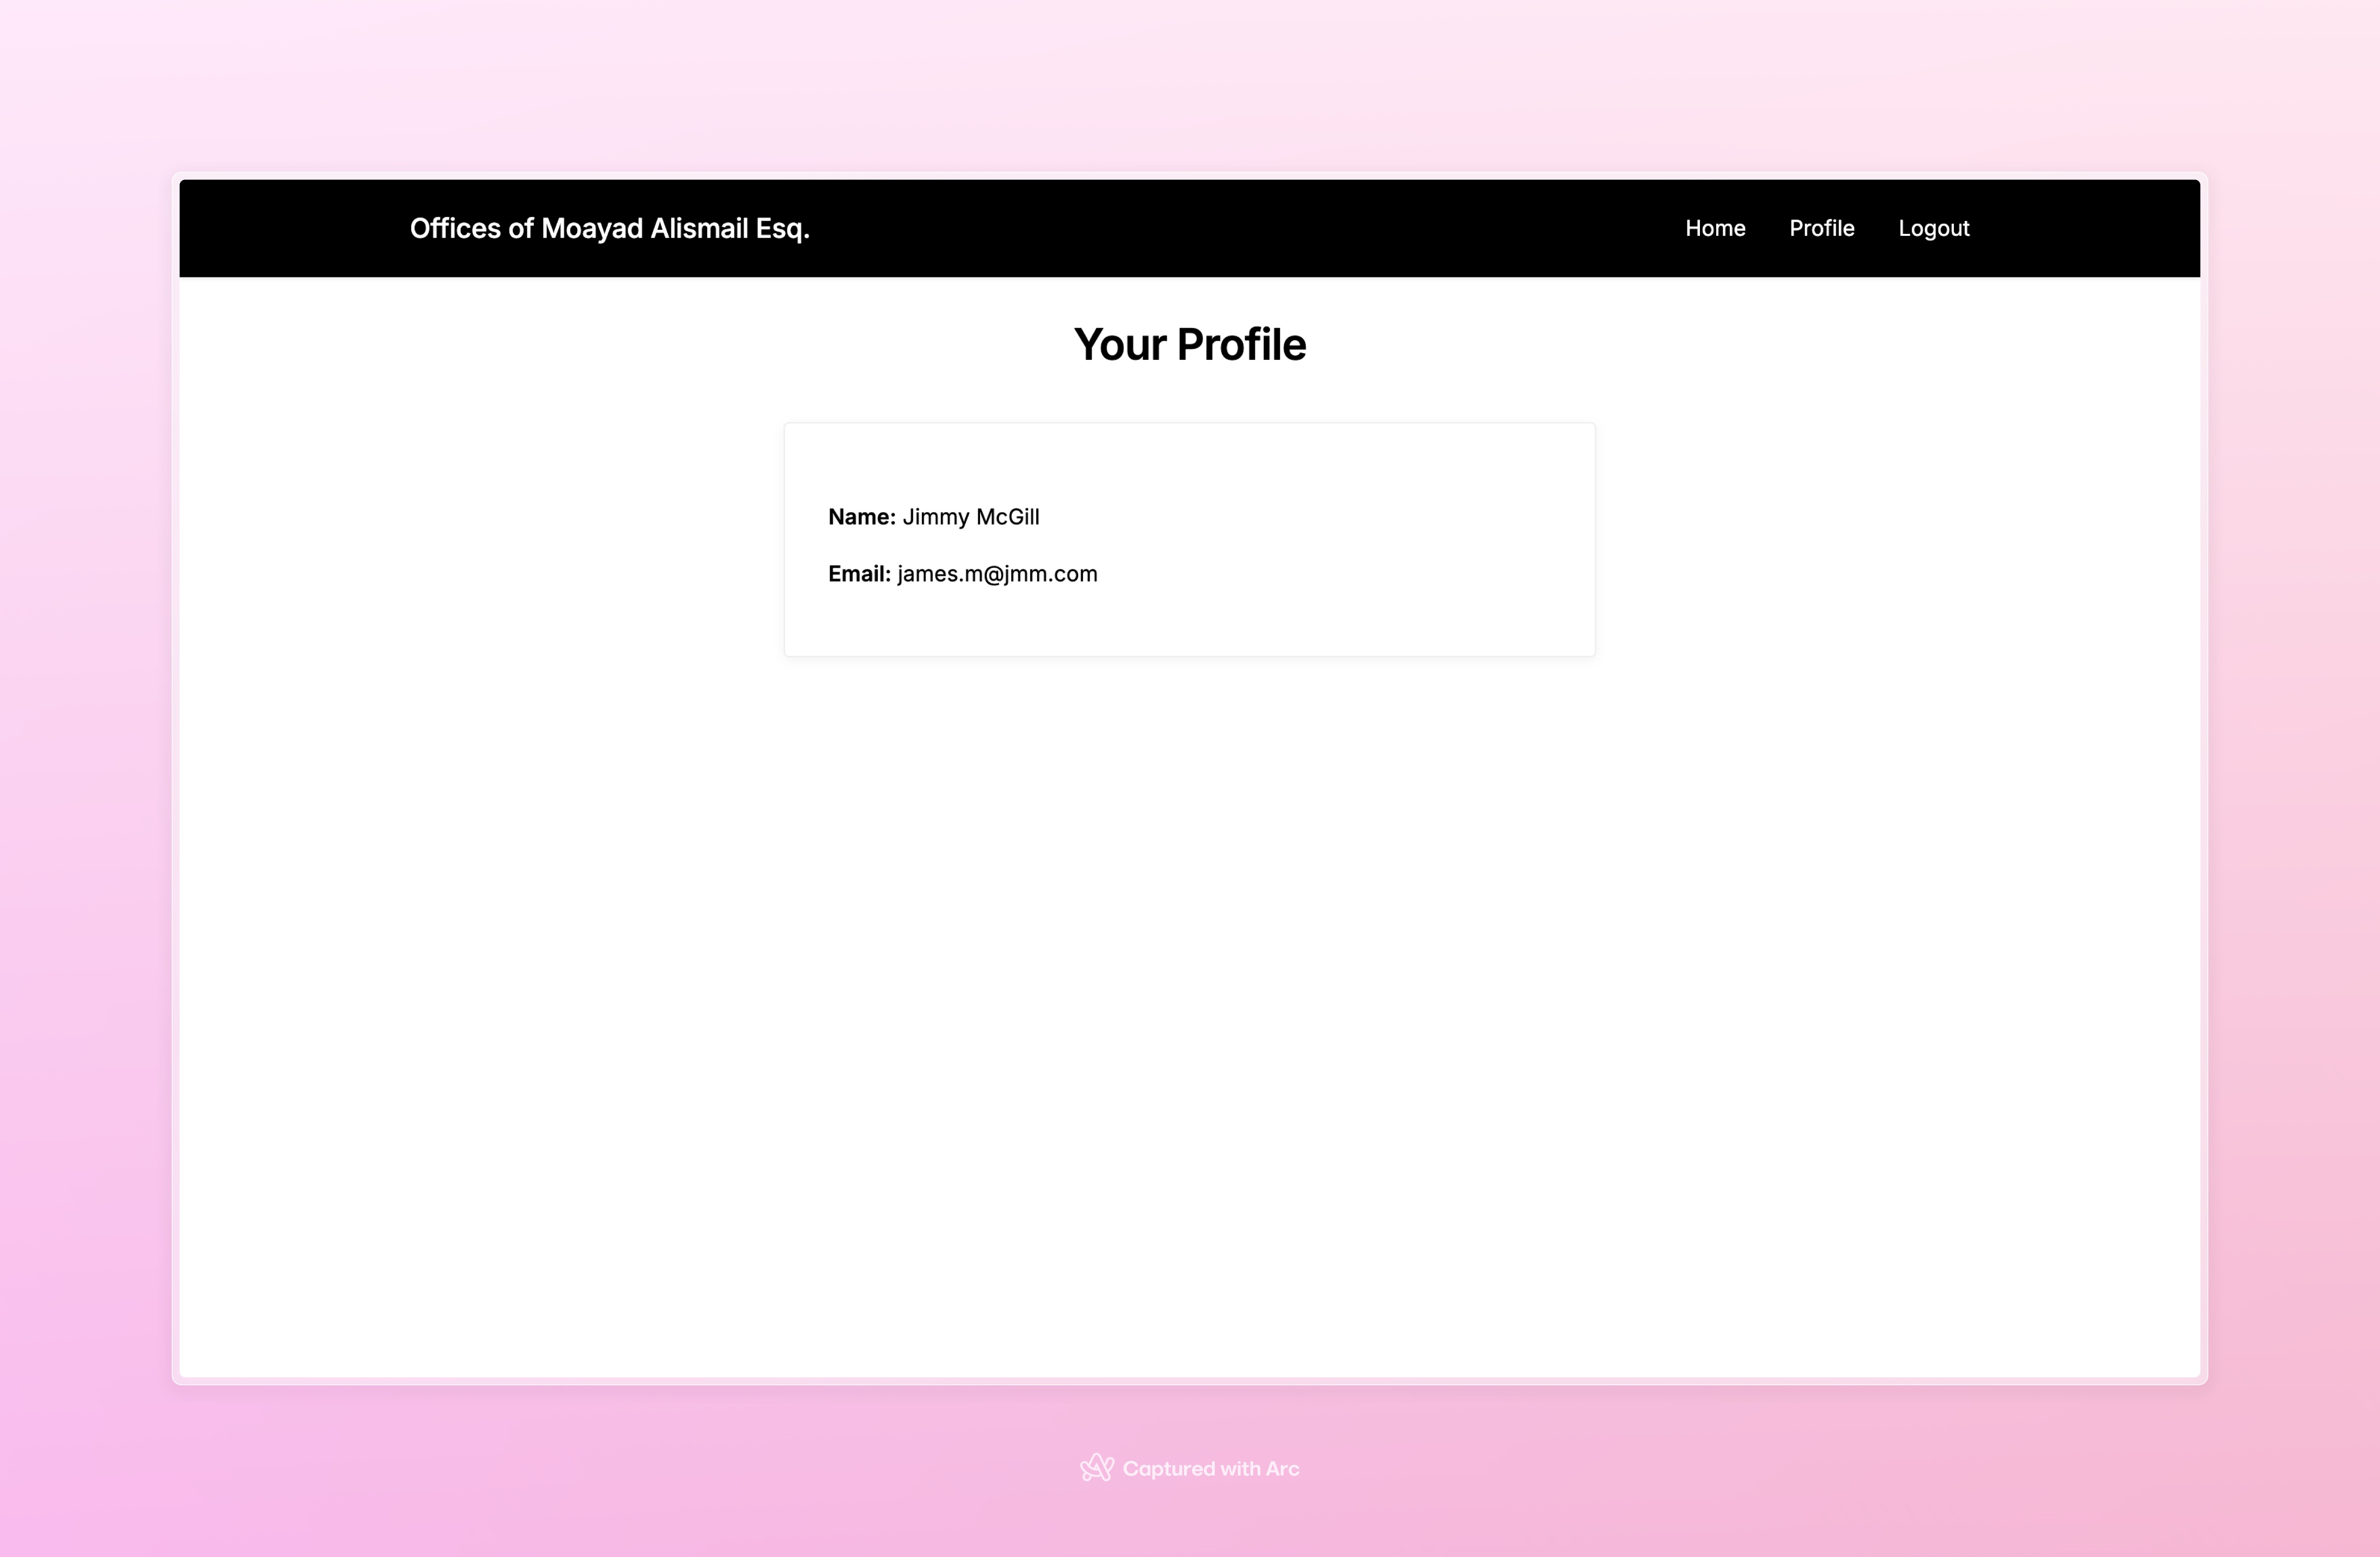 Offices of Moayad Alismail Esq.
Home Profile Logout
Your Profile
Name: Jimmy McGill
Email: james.m@jmm.com
Captured with Arc